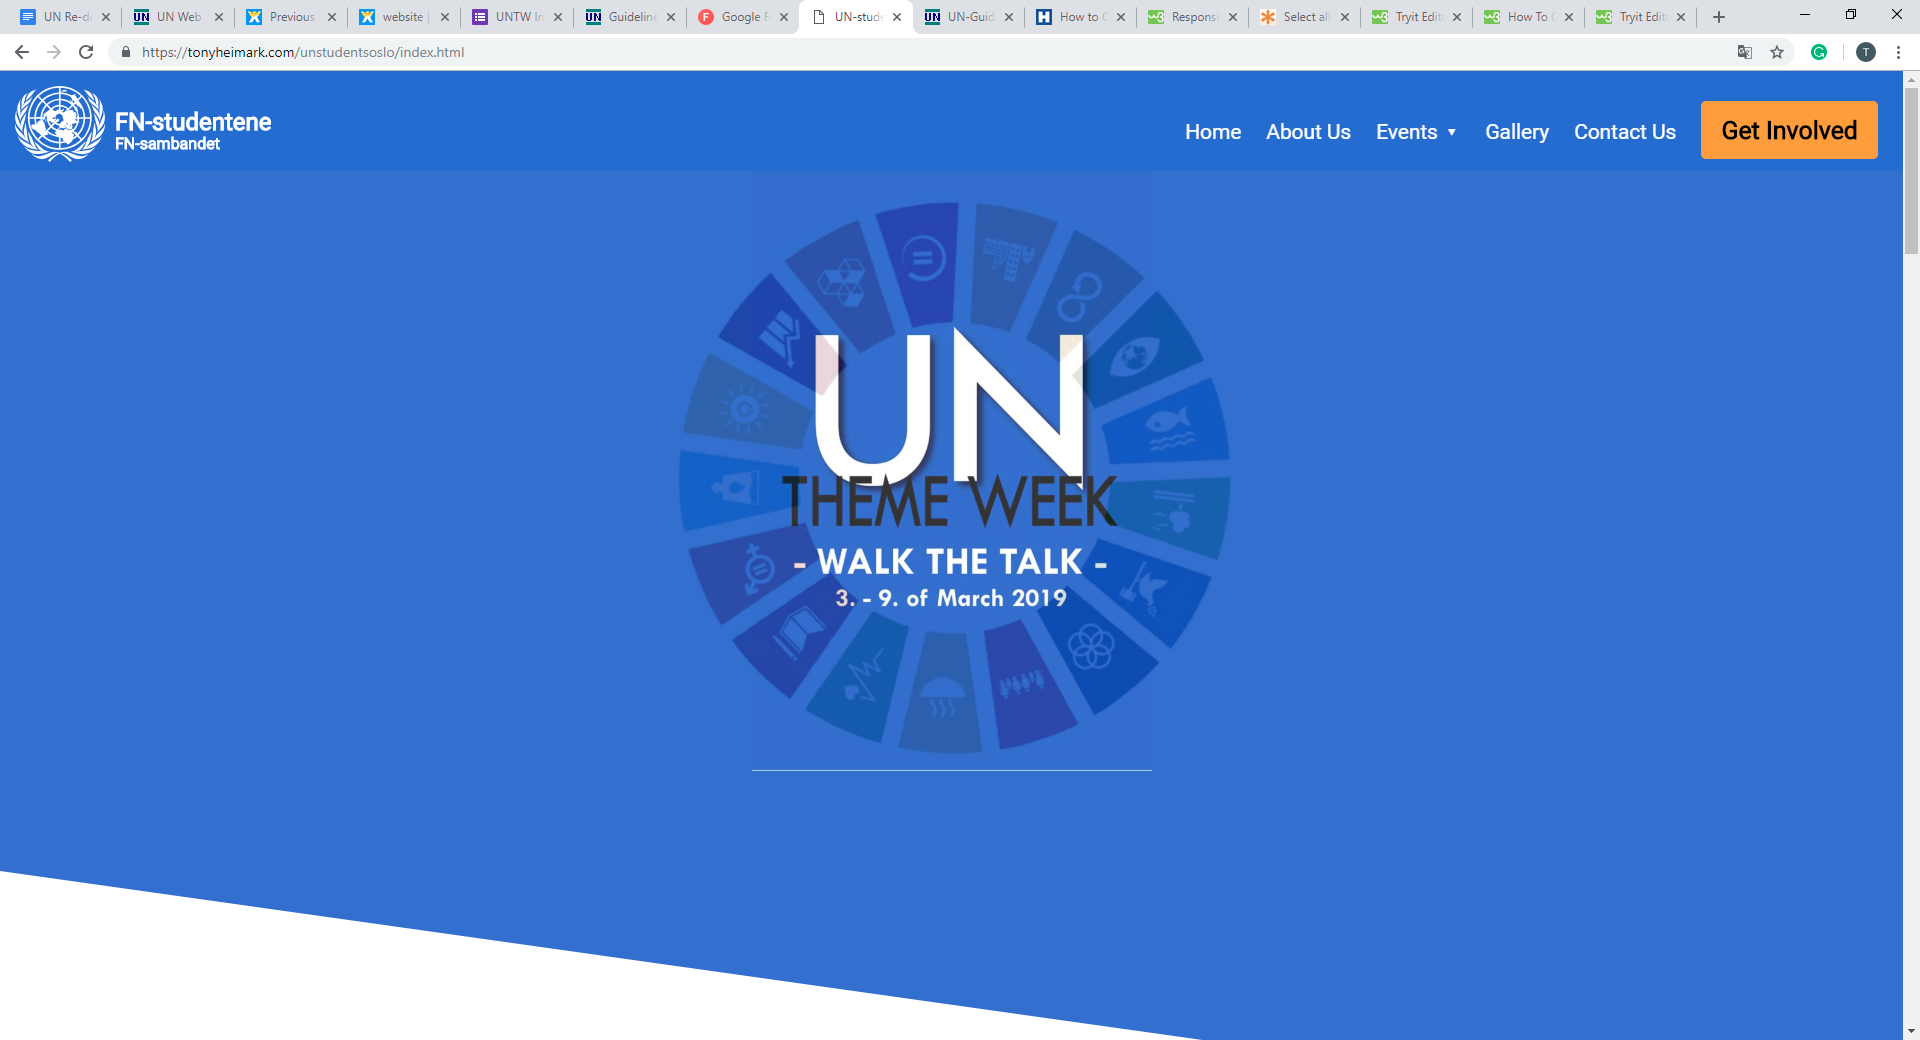 UN Re-d
UN Web
Previous
website |
UNTW In
Guideline
Google F
UN-stude
UN-Guid
How to C
Respons
Select all
Tryit Edit
How To C
Tryit Edit
https://tonyheimark.com/unstudentsoslo/index.html
T
FN-studentene
FN-sambandet
Home About Us Events Gallery Contact Us Get Involved
UN
THEME WEEK
- WALK THE TALK -
3. - 9. of March 2019